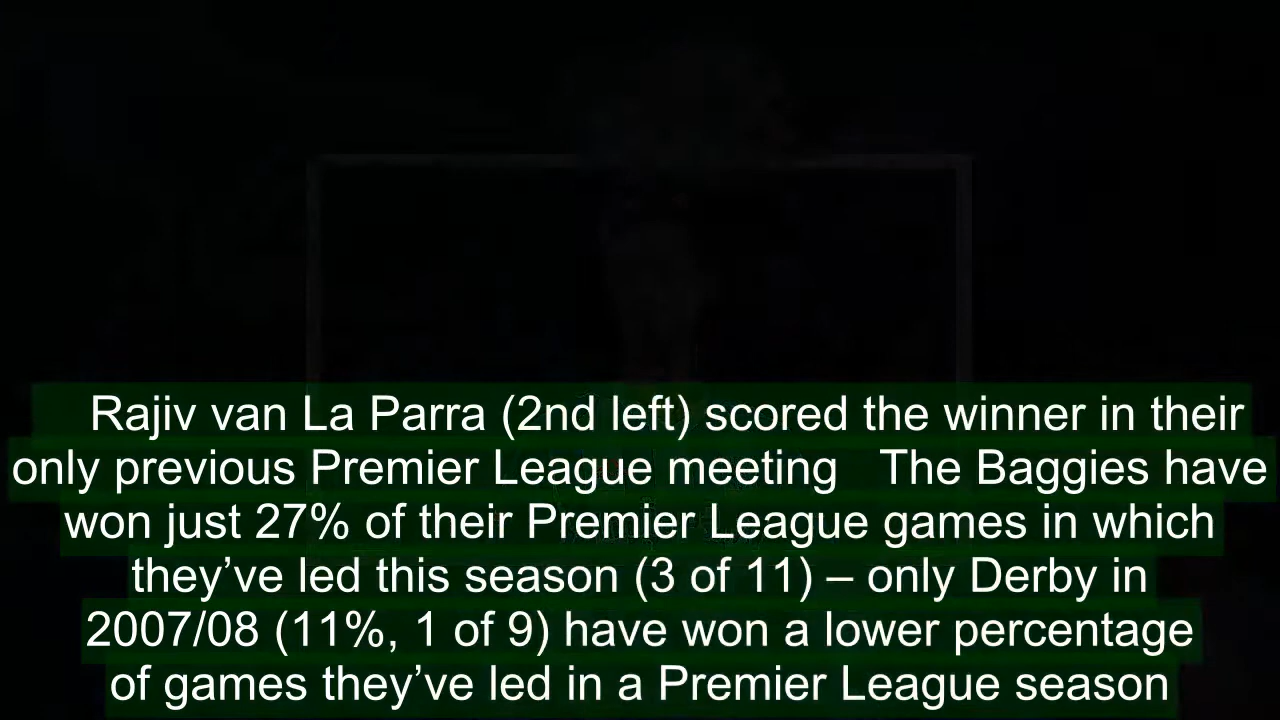 Rajiv van La Parra (2nd left) scored the winner in their
only previous Premier League meeting   The Baggies have
won just 27% of their Premier League games in which
they’ve led this season (3 of 11) – only Derby in
2007/08 (11%, 1 of 9) have won a lower percentage
of games they’ve led in a Premier League season